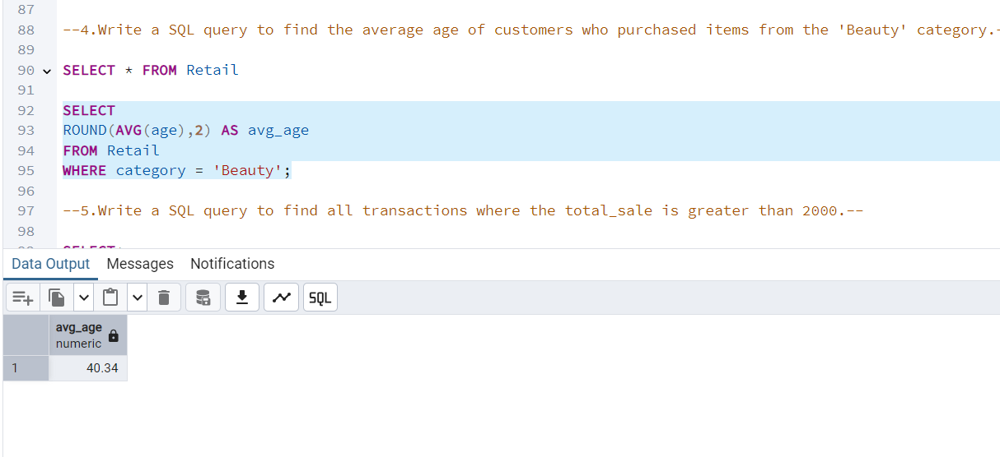 87
88 --4.Write a SQL query to find the average age of customers who purchased items from the 'Beauty' category.-
89
90 SELECT * FROM Retail
91
92 SELECT
93 ROUND(AVG(age),2) AS avg_age
94 FROM Retail
95 WHERE category = 'Beauty';
96
97 --5.Write a SQL query to find all transactions where the total_sale is greater than 2000.--
98
Data Output Messages Notifications
SQL
avg_age
numeric
1 40.34